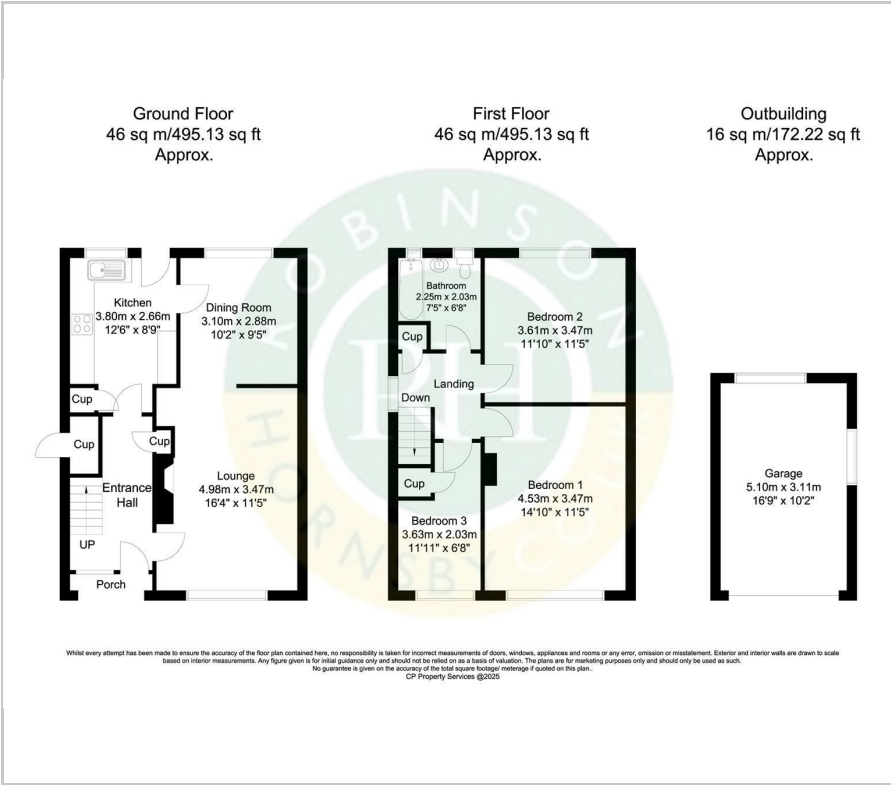 Ground Floor
46 sq m/495.13 sq ft
Approx.
First Floor
46 sq m/495.13 sq ft
Approx.
Outbuilding
16 sq m/172.22 sq ft
Approx.
Kitchen
3.80m x 2.66m
12'6" x 8'9"
Dining Room
3.10m x 2.88m
10'2" x 9'5"
Cup
Cup
Cup
Entrance
Hall
Lounge
4.98m x 3.47m
16'4" x 11'5"
UP
Porch
Bathroom
2.25m x 2.03m
7'5" x 6'8"
Bedroom 2
3.61m x 3.47m
11'10" x 11'5"
Cup
Landing
Down
Cup
Bedroom 1
4.53m x 3.47m
14'10" x 11'5"
Bedroom 3
3.63m x 2.03m
11'11" x 6'8"
Garage
5.10m x 3.11m
16'9" x 10'2"
ROBINSON
RH
HORNSBY.CO.UK
Whilst every attempt has been made to ensure the accuracy of the floor plan contained here, no responsibility is taken for incorrect measurements of doors, windows, appliances and rooms or any error, omission or misstatement. Exterior and interior walls are drawn to scale
based on interior measurements. Any figure given is for initial guidance only and should not be relied on as a basis of valuation. The plans are for marketing purposes only and should only be used as such.
No guarantee is given on the accuracy of the total square footage/ meterage if quoted on this plan..
CP Property Services @2025